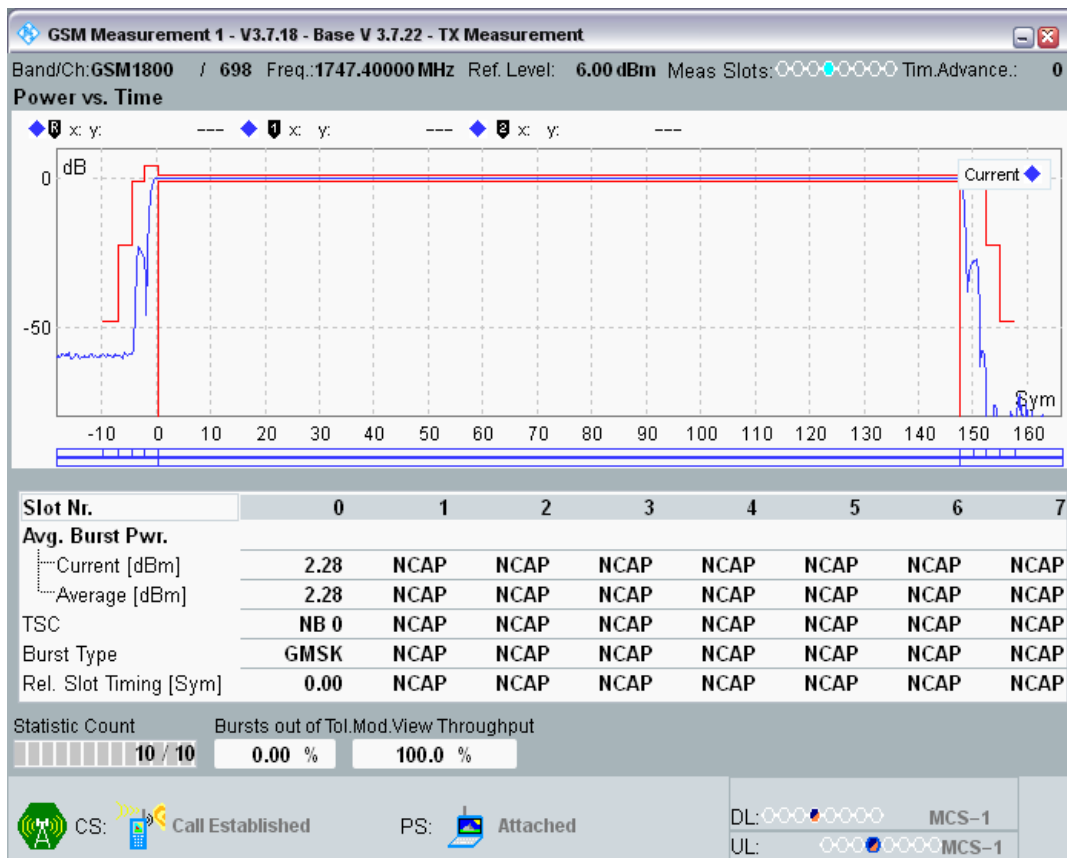 GSM Measurement 1 - V3.7.18 - Base V 3.7.22 - TX Measurement
Band/Ch:GSM1800 / 698 Freq.:1747.40000 MHz Ref. Level: 6.00 dBm Meas Slots: Tim.Advance.: 0
Power vs. Time
R x: y: --- 1 x: y: --- 2 x: y: ---
dB
Current
0
-50
Sym
-10 0 10 20 30 40 50 60 70 80 90 100 110 120 130 140 150 160
Slot Nr. 0 1 2 3 4 5 6 7
Avg. Burst Pwr.
Current [dBm] 2.28 NCAP NCAP NCAP NCAP NCAP NCAP NCAP
Average [dBm] 2.28 NCAP NCAP NCAP NCAP NCAP NCAP NCAP
TSC NB 0 NCAP NCAP NCAP NCAP NCAP NCAP NCAP
Burst Type GMSK NCAP NCAP NCAP NCAP NCAP NCAP NCAP
Rel. Slot Timing [Sym] 0.00 NCAP NCAP NCAP NCAP NCAP NCAP NCAP
Statistic Count Bursts out of Tol.Mod.View Throughput
10 / 10 0.00 % 100.0 %
CS: Call Established PS: Attached
DL: MCS-1
UL: MCS-1